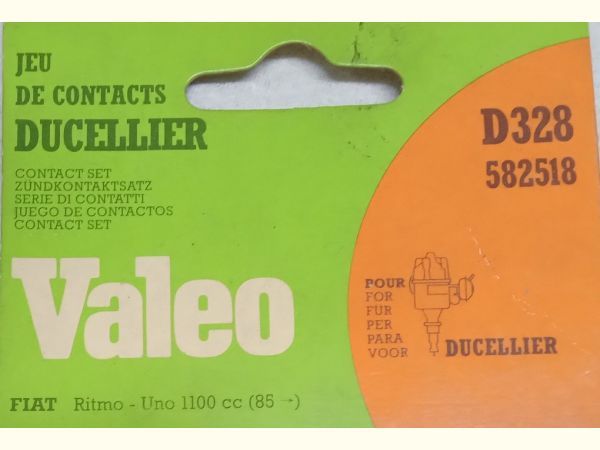 JEU
DE CONTACTS
DUCELLIER
CONTACT SET
ZÜNDKONTAKTSATZ
SERIE DI CONTATTI
JUEGO DE CONTACTOS
CONTACT SET
Valeo
FIAT Ritmo - Uno 1100 cc (85 →)
D328
582518
POUR
FOR
FUR
PER
PARA
VOOR
DUCELLIER